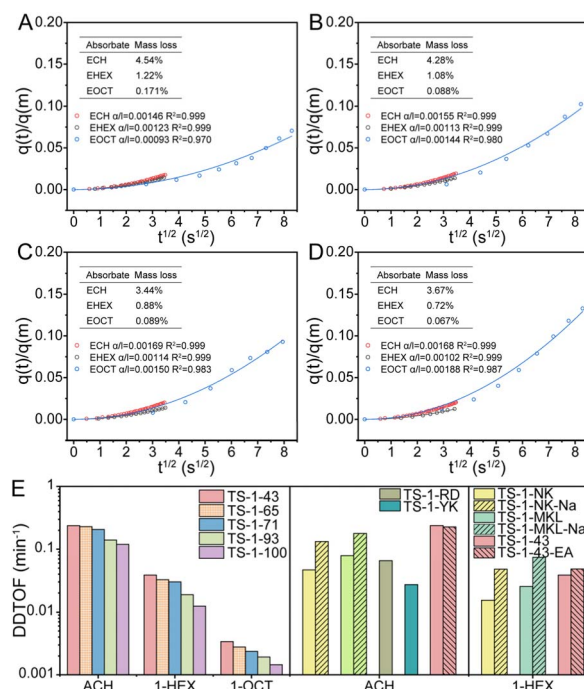 A
0.20
0.15
0.10
0.05
0.00
q(t)/q(m)
Absorbate Mass loss
ECH 4.54%
EHEX 1.22%
EOCT 0.171%
ECH α/l=0.00146 R²=0.999
EHEX α/l=0.00123 R²=0.999
EOCT α/l=0.00093 R²=0.970
0 1 2 3 4 5 6 7 8
t1/2 (s1/2)
B
0.20
0.15
0.10
0.05
0.00
q(t)/q(m)
Absorbate Mass loss
ECH 4.28%
EHEX 1.08%
EOCT 0.088%
ECH α/l=0.00155 R²=0.999
EHEX α/l=0.00113 R²=0.999
EOCT α/l=0.00144 R²=0.980
0 1 2 3 4 5 6 7 8
t1/2 (s1/2)
C
0.20
0.15
0.10
0.05
0.00
q(t)/q(m)
Absorbate Mass loss
ECH 3.44%
EHEX 0.88%
EOCT 0.089%
ECH α/l=0.00169 R²=0.999
EHEX α/l=0.00114 R²=0.999
EOCT α/l=0.00150 R²=0.983
0 1 2 3 4 5 6 7 8
t1/2 (s1/2)
D
0.20
0.15
0.10
0.05
0.00
q(t)/q(m)
Absorbate Mass loss
ECH 3.67%
EHEX 0.72%
EOCT 0.067%
ECH α/l=0.00168 R²=0.999
EHEX α/l=0.00102 R²=0.999
EOCT α/l=0.00188 R²=0.987
0 1 2 3 4 5 6 7 8
t1/2 (s1/2)
E
1
0.1
0.01
0.001
DDTOF (min-1)
TS-1-43
TS-1-65
TS-1-71
TS-1-93
TS-1-100
TS-1-RD
TS-1-YK
TS-1-NK
TS-1-NK-Na
TS-1-MKL
TS-1-MKL-Na
TS-1-43
TS-1-43-EA
ACH 1-HEX 1-OCT ACH 1-HEX